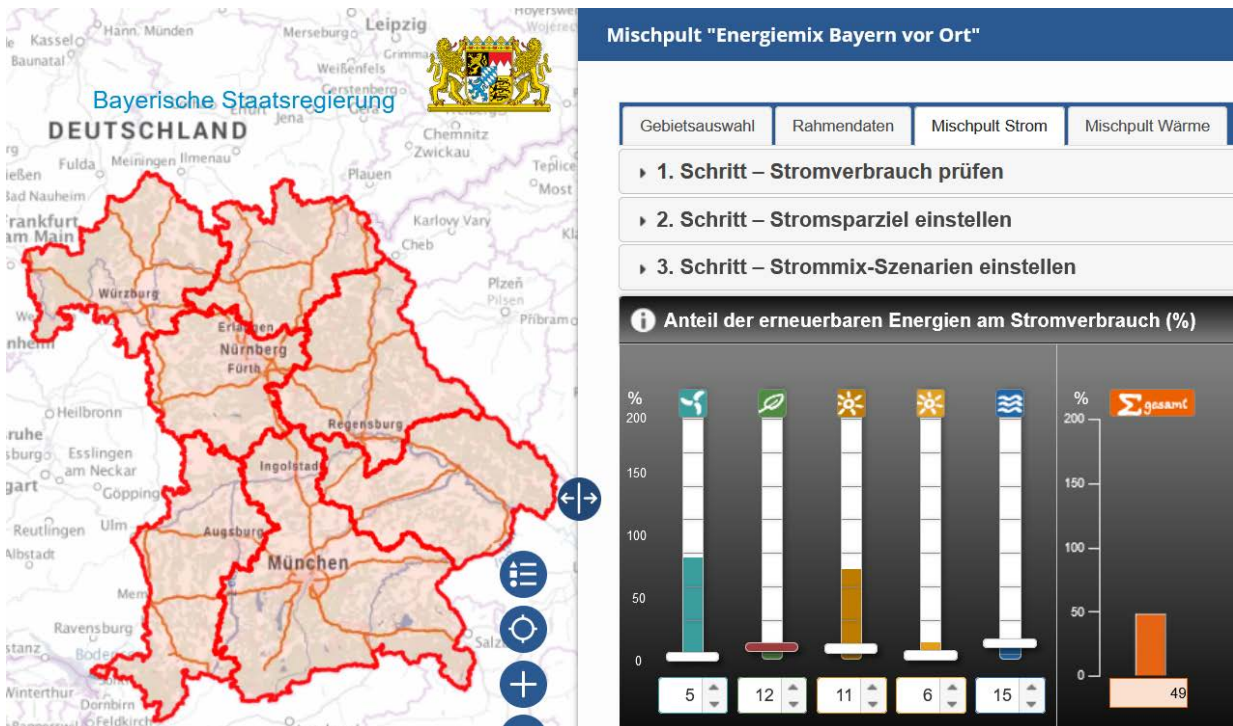 Hann. Münden
Merseburg
Leipzig
Kassel
Baunatal
Weißenfels
Bayerische Staatsregierung
Erfurt
Jena
Gera
DEUTSCHLAND
Chemnitz
Zwickau
Fulda
Meiningen
Ilmenau
Plauen
Teplice
Most
Bad Nauheim
Karlovy Vary
Frankfurt
am Main
Cheb
Plzeň
Pilsen
Würzburg
Příbram
Erlangen
Nürnberg
Fürth
Heilbronn
Regensburg
Esslingen
am Neckar
Ingolstadt
Göppingen
Reutlingen
Ulm
Augsburg
München
Ravensburg
Winterthur
Dornbirn
Feldkirch
Mischpult "Energiemix Bayern vor Ort"
Gebietsauswahl Rahmendaten Mischpult Strom Mischpult Wärme
1. Schritt – Stromverbrauch prüfen
2. Schritt – Stromsparziel einstellen
3. Schritt – Strommix-Szenarien einstellen
i Anteil der erneuerbaren Energien am Stromverbrauch (%)
% % Σ gesamt
200 200
150 150
100 100
50 50
0 0
5 12 11 6 15 49